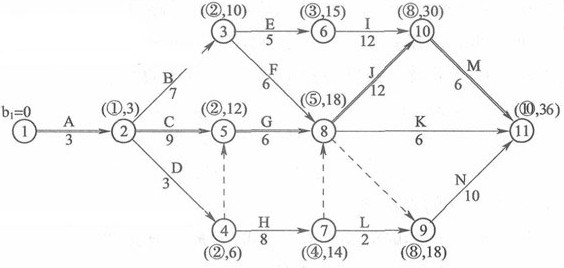 (②,10) (③,15) (⑧,30)
3 E 5 6 I 12 10
B 7 F 6 J 12 M 6
b₁=0 (①,3) (②,12) (⑤,18) (⑩,36)
1 A 3 2 C 9 5 G 6 8 K 6 11
D 3 N 10
4 H 8 7 L 2 9
(②,6) (④,14) (⑧,18)